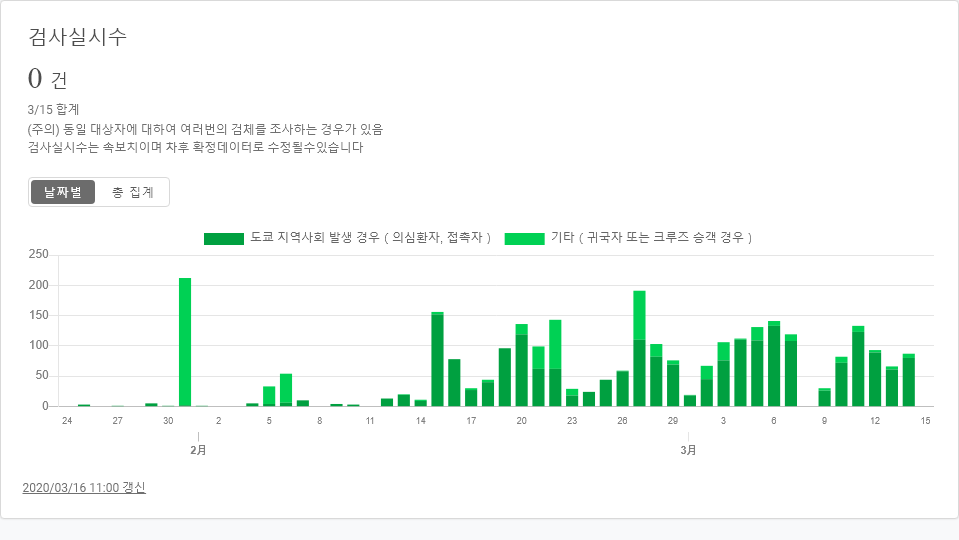 검사실시수
0 건
3/15 합계
(주의) 동일 대상자에 대하여 여러번의 검체를 조사하는 경우가 있음
검사실시수는 속보치이며 차후 확정데이터로 수정될수있습니다
날짜별 총 집계
도쿄 지역사회 발생 경우 ( 의심환자, 접촉자 ) 기타 ( 귀국자 또는 크루즈 승객 경우 )
250
200
150
100
50
0
24 27 30 2 5 8 11 14 17 20 23 26 29 3 6 9 12 15
2月 3月
2020/03/16 11:00 갱신